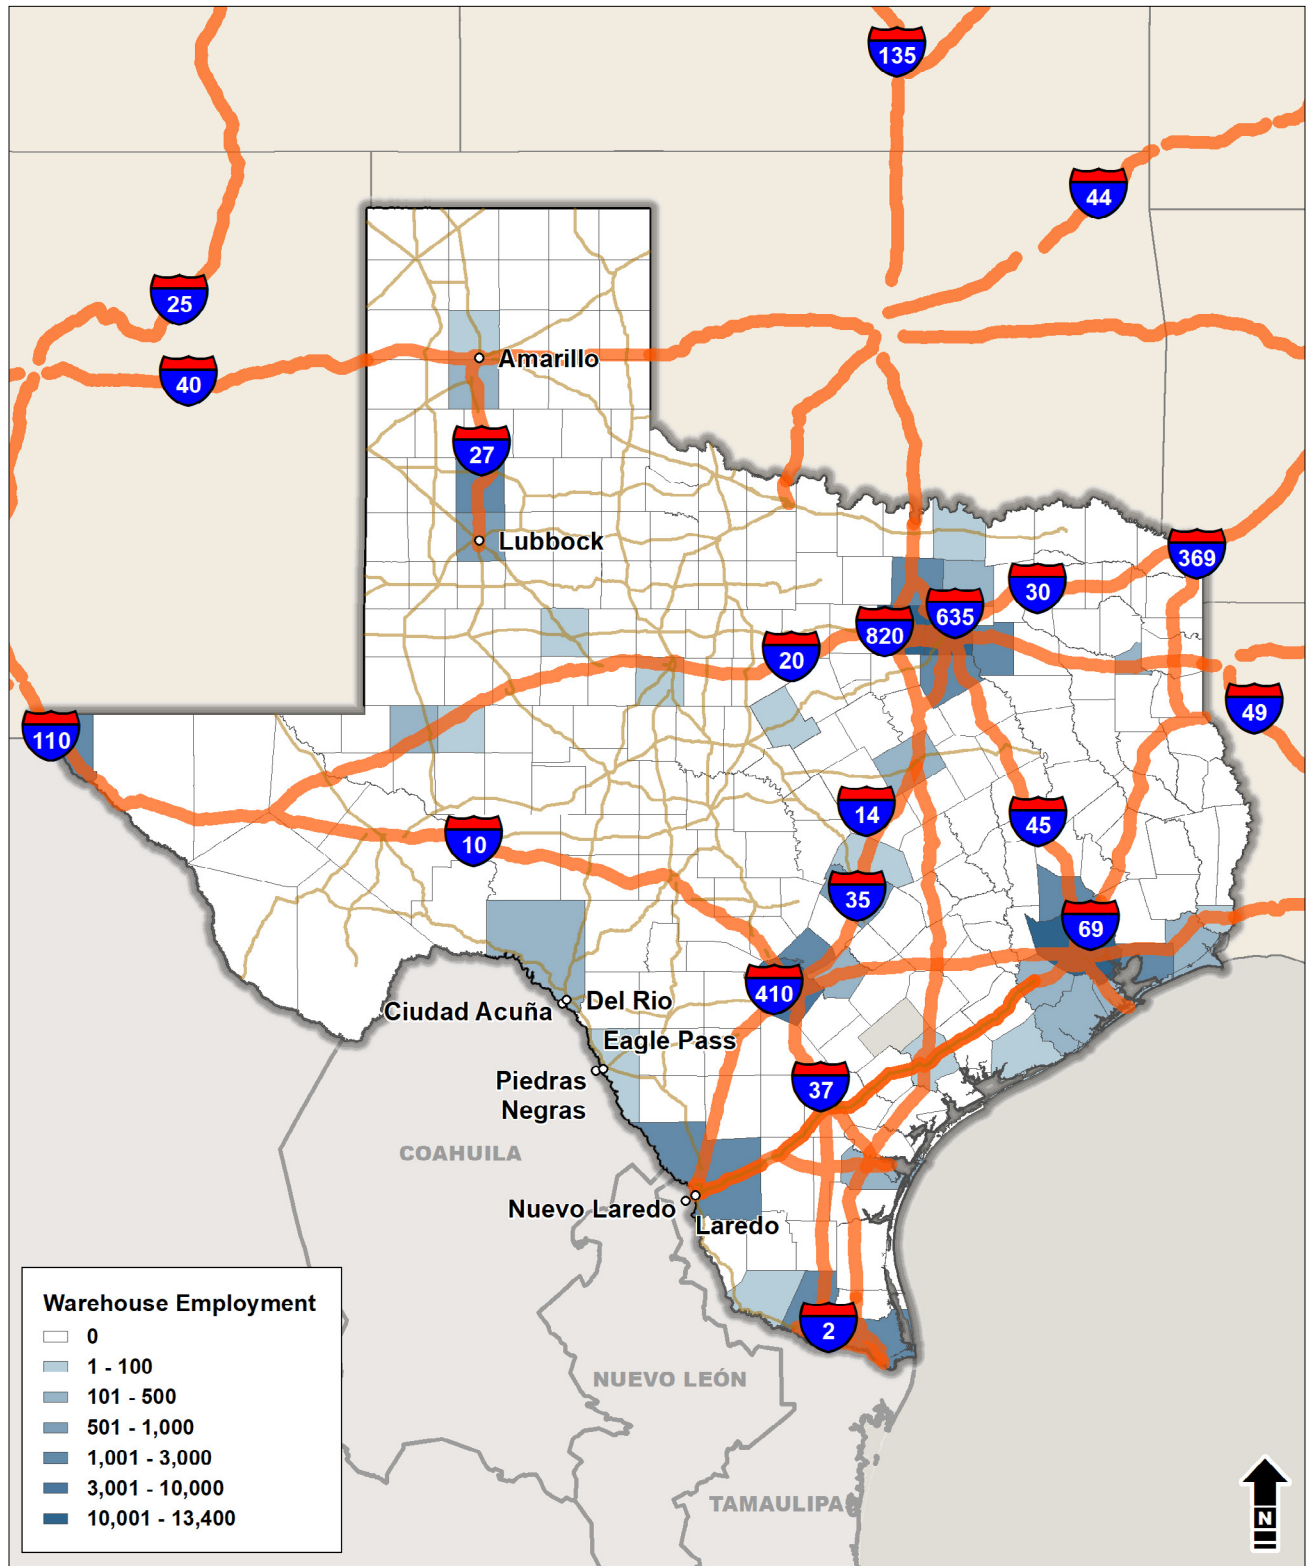 135
44
25
40
Amarillo
27
Lubbock
369
30
635
820
20
49
110
14
45
10
35
69
410
Del Rio
Ciudad Acuña
Eagle Pass
Piedras
Negras
37
COAHUILA
Nuevo Laredo
Laredo
2
NUEVO LEÓN
TAMAULIPAS
Warehouse Employment
0
1 - 100
101 - 500
501 - 1,000
1,001 - 3,000
3,001 - 10,000
10,001 - 13,400
N